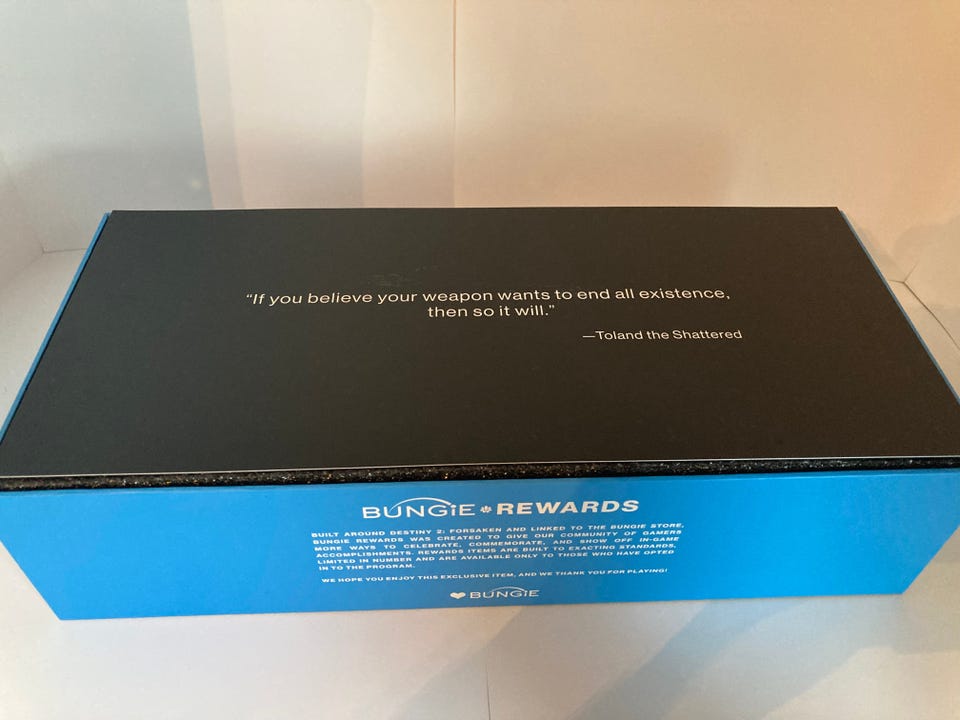 “If you believe your weapon wants to end all existence,
then so it will.”
—Toland the Shattered
BUNGiE REWARDS
BUILT AROUND DESTINY 2: FORSAKEN AND LINKED TO THE BUNGIE STORE,
BUNGIE REWARDS WAS CREATED TO GIVE OUR COMMUNITY OF GAMERS
MORE WAYS TO CELEBRATE, COMMEMORATE, AND SHOW OFF IN-GAME
ACCOMPLISHMENTS. REWARDS ITEMS ARE BUILT TO EXACTING STANDARDS,
LIMITED IN NUMBER AND ARE AVAILABLE ONLY TO THOSE WHO HAVE OPTED
IN TO THE PROGRAM.
WE HOPE YOU ENJOY THIS EXCLUSIVE ITEM, AND WE THANK YOU FOR PLAYING!
BUNGiE